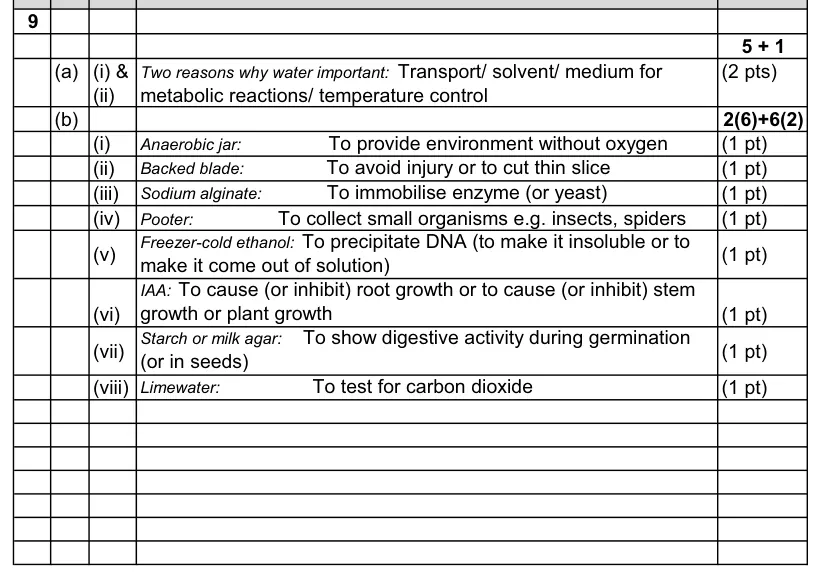 9
5 + 1
(a) (i) & Two reasons why water important: Transport/ solvent/ medium for (2 pts)
(ii) metabolic reactions/ temperature control
(b) 2(6)+6(2)
(i) Anaerobic jar: To provide environment without oxygen (1 pt)
(ii) Backed blade: To avoid injury or to cut thin slice (1 pt)
(iii) Sodium alginate: To immobilise enzyme (or yeast) (1 pt)
(iv) Pooter: To collect small organisms e.g. insects, spiders (1 pt)
(v) Freezer-cold ethanol: To precipitate DNA (to make it insoluble or to (1 pt)
make it come out of solution)
IAA: To cause (or inhibit) root growth or to cause (or inhibit) stem
(vi) growth or plant growth (1 pt)
(vii) Starch or milk agar: To show digestive activity during germination (1 pt)
(or in seeds)
(viii) Limewater: To test for carbon dioxide (1 pt)